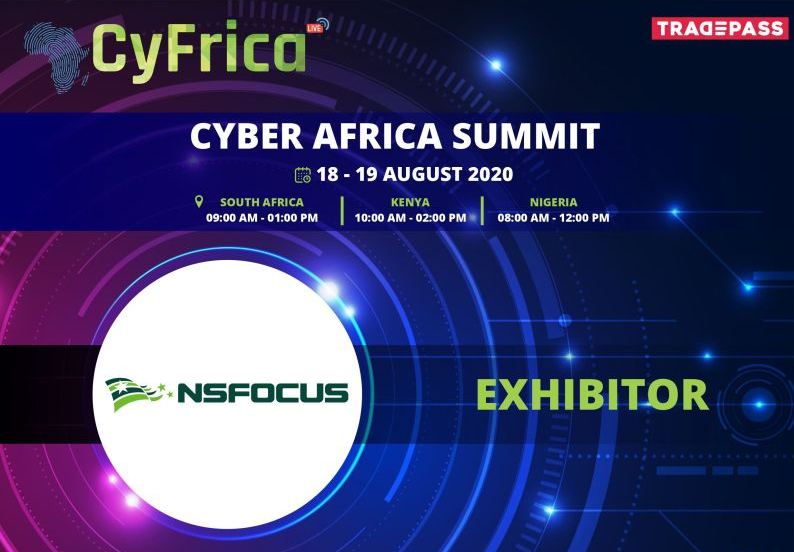 CyFrica
LIVE
TRADEPASS
CYBER AFRICA SUMMIT
18 - 19 AUGUST 2020
SOUTH AFRICA
09:00 AM - 01:00 PM
KENYA
10:00 AM - 02:00 PM
NIGERIA
08:00 AM - 12:00 PM
NSFOCUS
EXHIBITOR